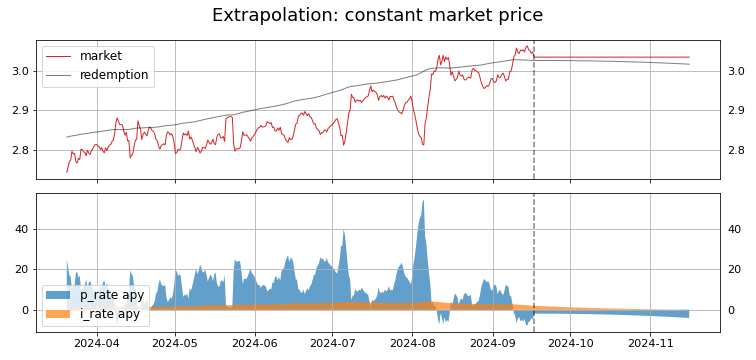 Extrapolation: constant market price
market
redemption
3.0 3.0
2.9 2.9
2.8 2.8
40 40
20 20
0 0
p_rate apy
i_rate apy
2024-04 2024-05 2024-06 2024-07 2024-08 2024-09 2024-10 2024-11